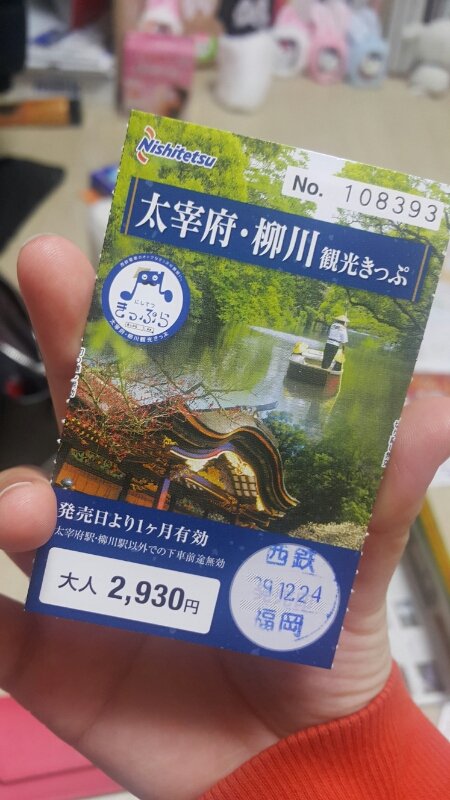 Nishitetsu
No. 108393
太宰府・柳川 観光きっぷ
にしてつ
きっぷら
太宰府・柳川観光きっぷ
発売日より1ヶ月有効
太宰府駅・柳川駅以外での下車前途無効
大人 2,930円
西鉄
29.12.24
福岡